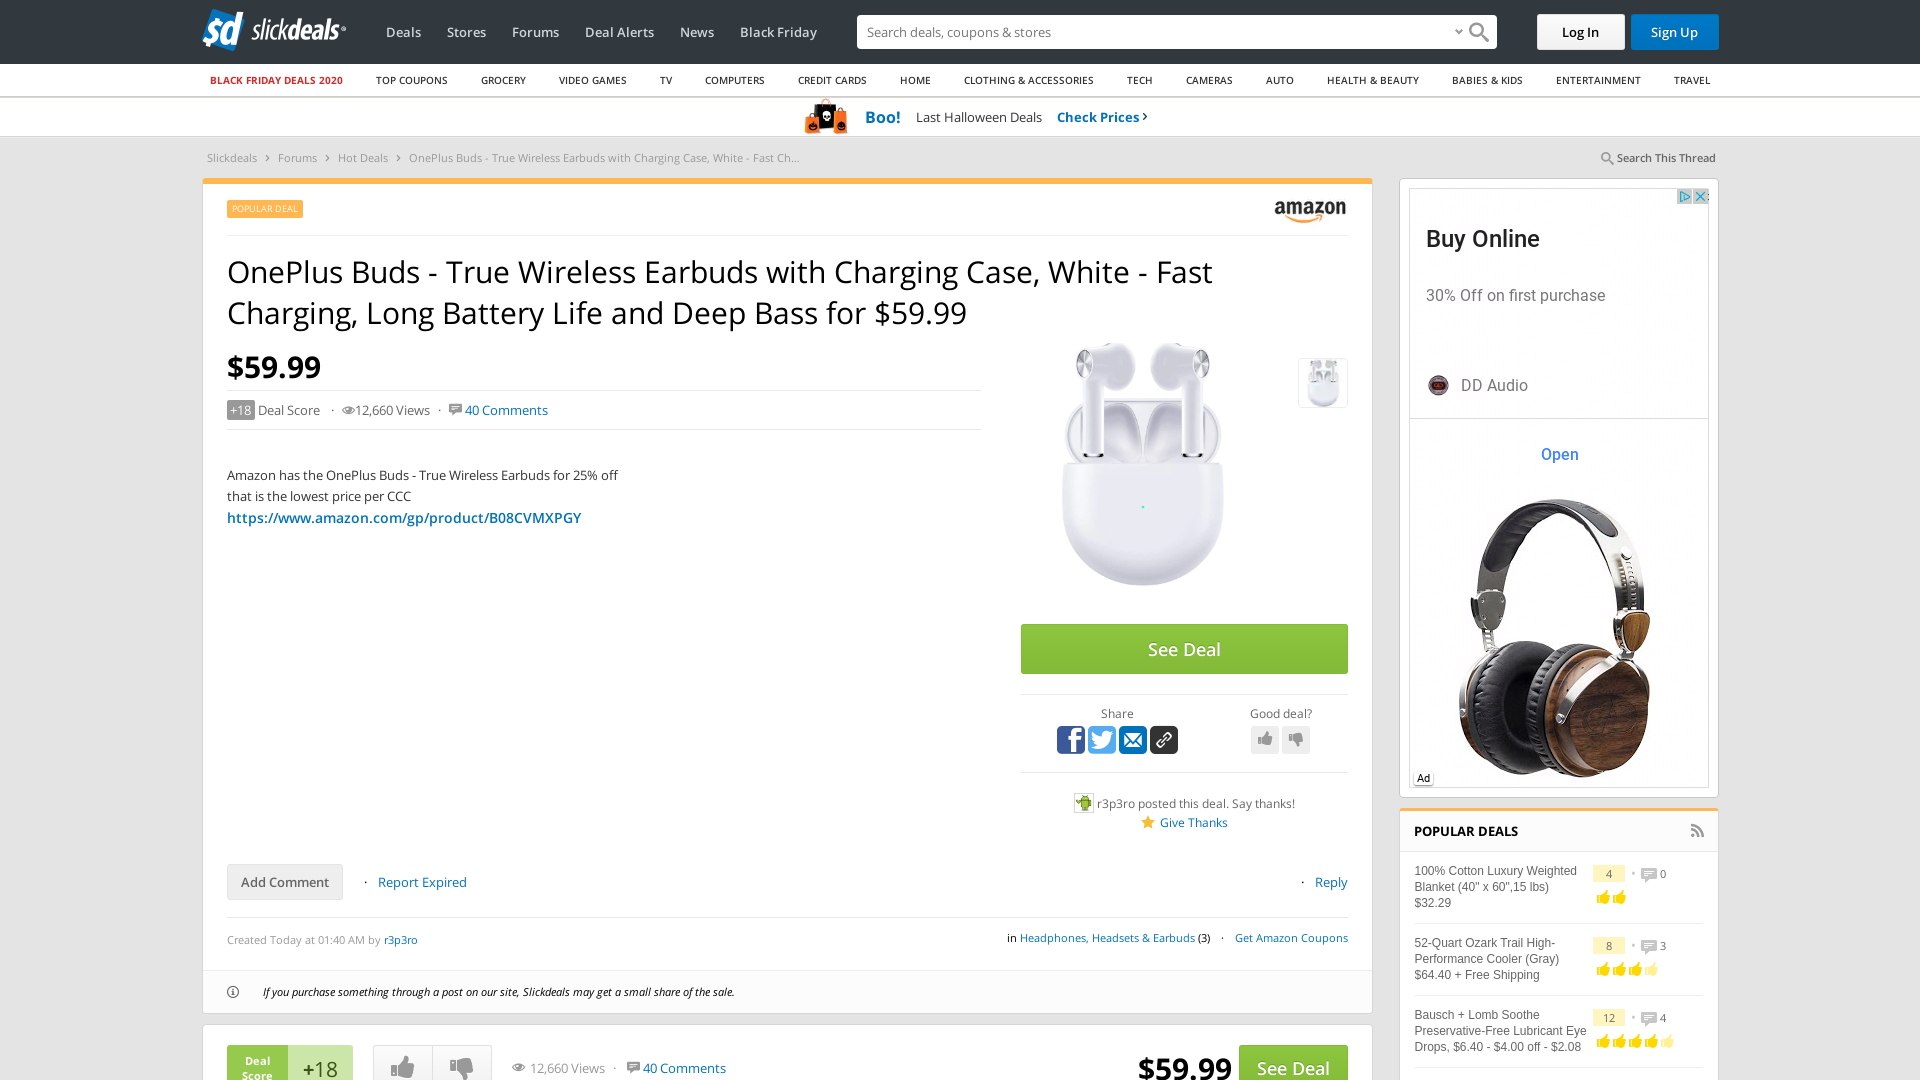 $d slickdeals
Deals
Stores
Forums
Deal Alerts
News
Black Friday
Search deals, coupons & stores
Log In
Sign Up
BLACK FRIDAY DEALS 2020
TOP COUPONS
GROCERY
VIDEO GAMES
TV
COMPUTERS
CREDIT CARDS
HOME
CLOTHING & ACCESSORIES
TECH
CAMERAS
AUTO
HEALTH & BEAUTY
BABIES & KIDS
ENTERTAINMENT
TRAVEL
Boo! Last Halloween Deals Check Prices ›
Slickdeals › Forums › Hot Deals › OnePlus Buds - True Wireless Earbuds with Charging Case, White - Fast Ch...
Search This Thread
POPULAR DEAL
amazon
OnePlus Buds - True Wireless Earbuds with Charging Case, White - Fast
Charging, Long Battery Life and Deep Bass for $59.99
$59.99
+18 Deal Score · 12,660 Views · 40 Comments
Amazon has the OnePlus Buds - True Wireless Earbuds for 25% off
that is the lowest price per CCC
https://www.amazon.com/gp/product/B08CVMXPGY
See Deal
Share
Good deal?
r3p3ro posted this deal. Say thanks!
Give Thanks
Add Comment · Report Expired
· Reply
Created Today at 01:40 AM by r3p3ro
in Headphones, Headsets & Earbuds (3) · Get Amazon Coupons
If you purchase something through a post on our site, Slickdeals may get a small share of the sale.
Deal
Score
+18
12,660 Views · 40 Comments
$59.99
See Deal
Buy Online
30% Off on first purchase
DD Audio
Open
Ad
POPULAR DEALS
100% Cotton Luxury Weighted
Blanket (40" x 60",15 lbs)
$32.29
4 • 0
52-Quart Ozark Trail High-
Performance Cooler (Gray)
$64.40 + Free Shipping
8 • 3
Bausch + Lomb Soothe
Preservative-Free Lubricant Eye
Drops, $6.40 - $4.00 off - $2.08
12 • 4